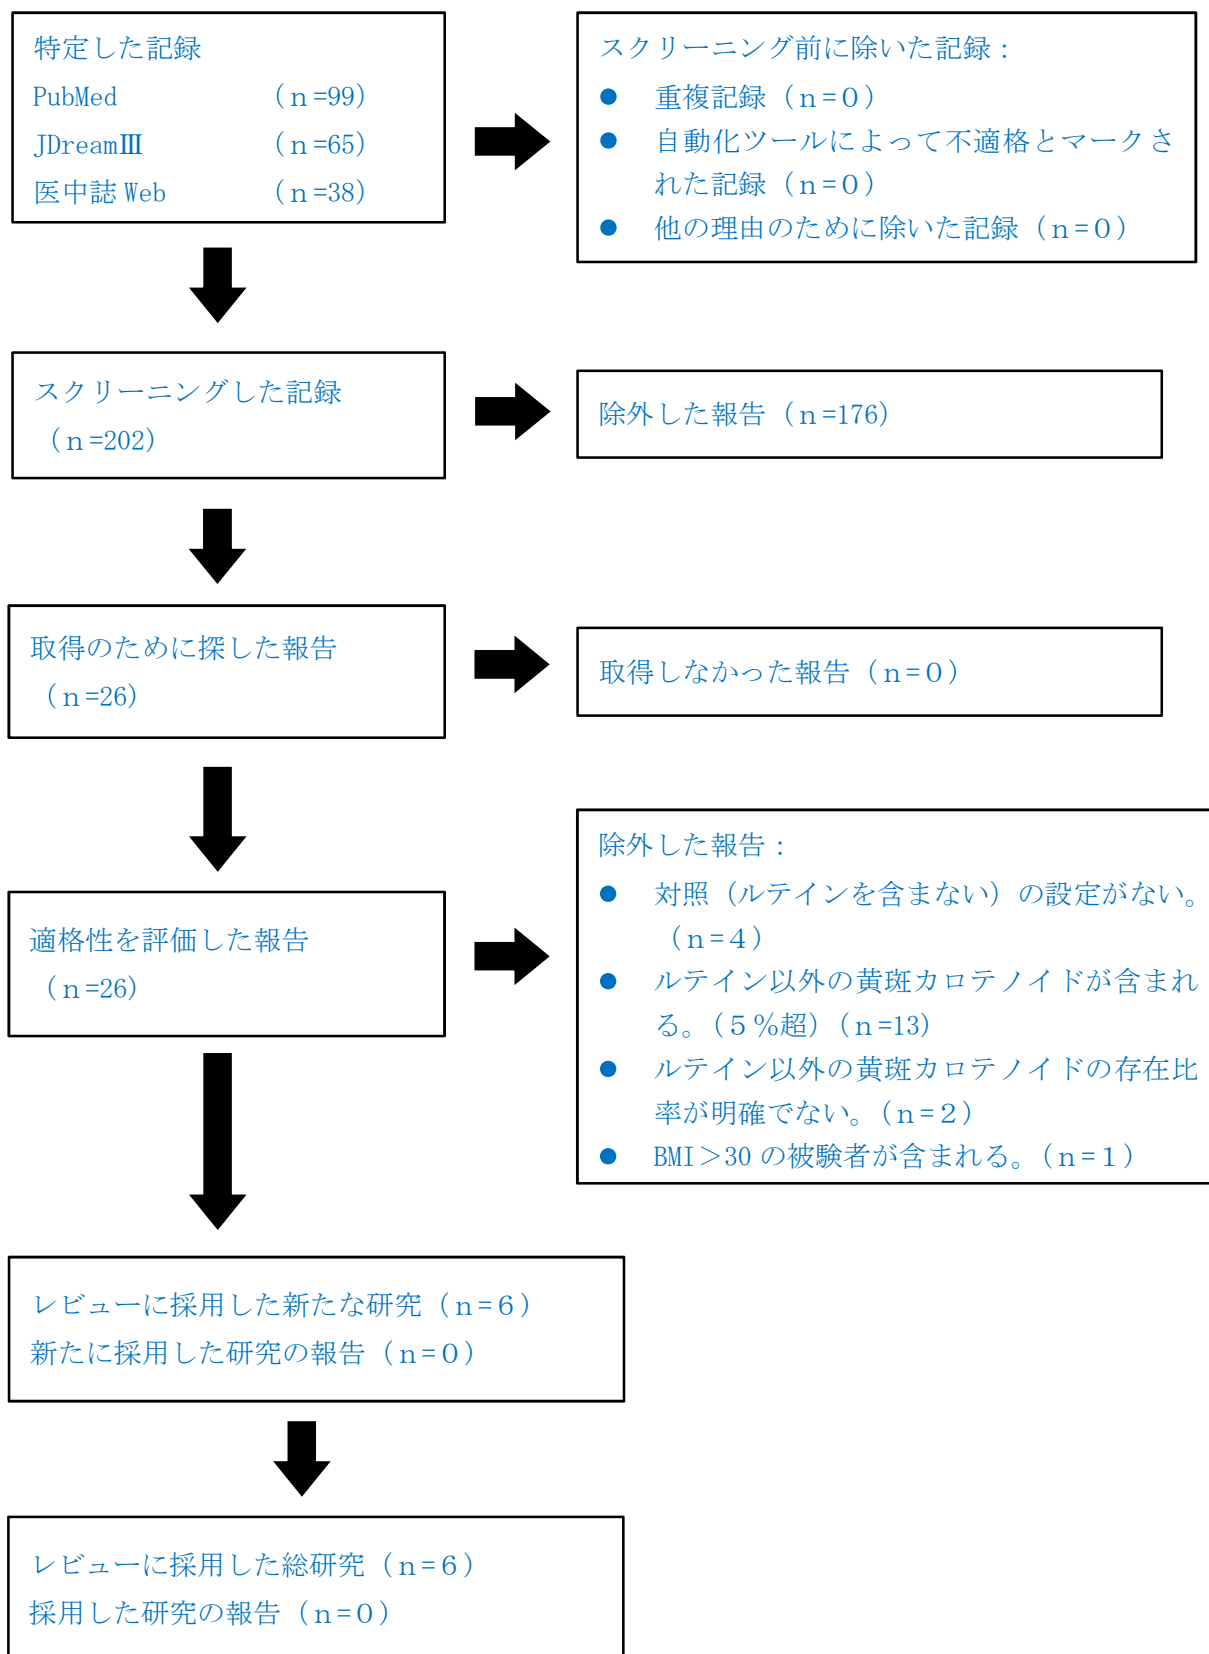 特定した記録
PubMed （n=99）
JDreamⅢ （n=65）
医中誌 Web （n=38）
スクリーニング前に除いた記録：
● 重複記録（n=０）
● 自動化ツールによって不適格とマークさ
れた記録（n=０）
● 他の理由のために除いた記録（n=０）
スクリーニングした記録
（n=202）
除外した報告（n=176）
取得のために探した報告
（n=26）
取得しなかった報告（n=０）
適格性を評価した報告
（n=26）
除外した報告：
● 対照（ルテインを含まない）の設定がない。
（n=４）
● ルテイン以外の黄斑カロテノイドが含まれ
る。（５%超）（n=13）
● ルテイン以外の黄斑カロテノイドの存在比
率が明確でない。（n=２）
● BMI＞30 の被験者が含まれる。（n=１）
レビューに採用した新たな研究（n=６）
新たに採用した研究の報告（n=０）
レビューに採用した総研究（n=６）
採用した研究の報告（n=０）